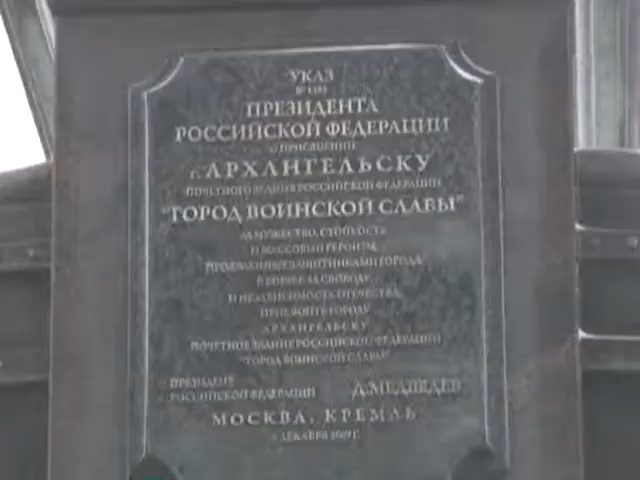 УКАЗ
ПРЕЗИДЕНТА
РОССИЙСКОЙ ФЕДЕРАЦИИ
О ПРИСВОЕНИИ
г. АРХАНГЕЛЬСКУ
ПОЧЕТНОГО ЗВАНИЯ РОССИЙСКОЙ ФЕДЕРАЦИИ
"ГОРОД ВОИНСКОЙ СЛАВЫ"
ЗА МУЖЕСТВО, СТОЙКОСТЬ
И МАССОВЫЙ ГЕРОИЗМ,
ПРОЯВЛЕННЫЕ ЗАЩИТНИКАМИ ГОРОДА
В БОРЬБЕ ЗА СВОБОДУ
И НЕЗАВИСИМОСТЬ ОТЕЧЕСТВА,
ПРИСВОИТЬ ГОРОДУ
АРХАНГЕЛЬСКУ
ПОЧЕТНОЕ ЗВАНИЕ РОССИЙСКОЙ ФЕДЕРАЦИИ
"ГОРОД ВОИНСКОЙ СЛАВЫ"
ПРЕЗИДЕНТ
РОССИЙСКОЙ ФЕДЕРАЦИИ Д.МЕДВЕДЕВ
МОСКВА, КРЕМЛЬ
ДЕКАБРЯ 2009 Г.